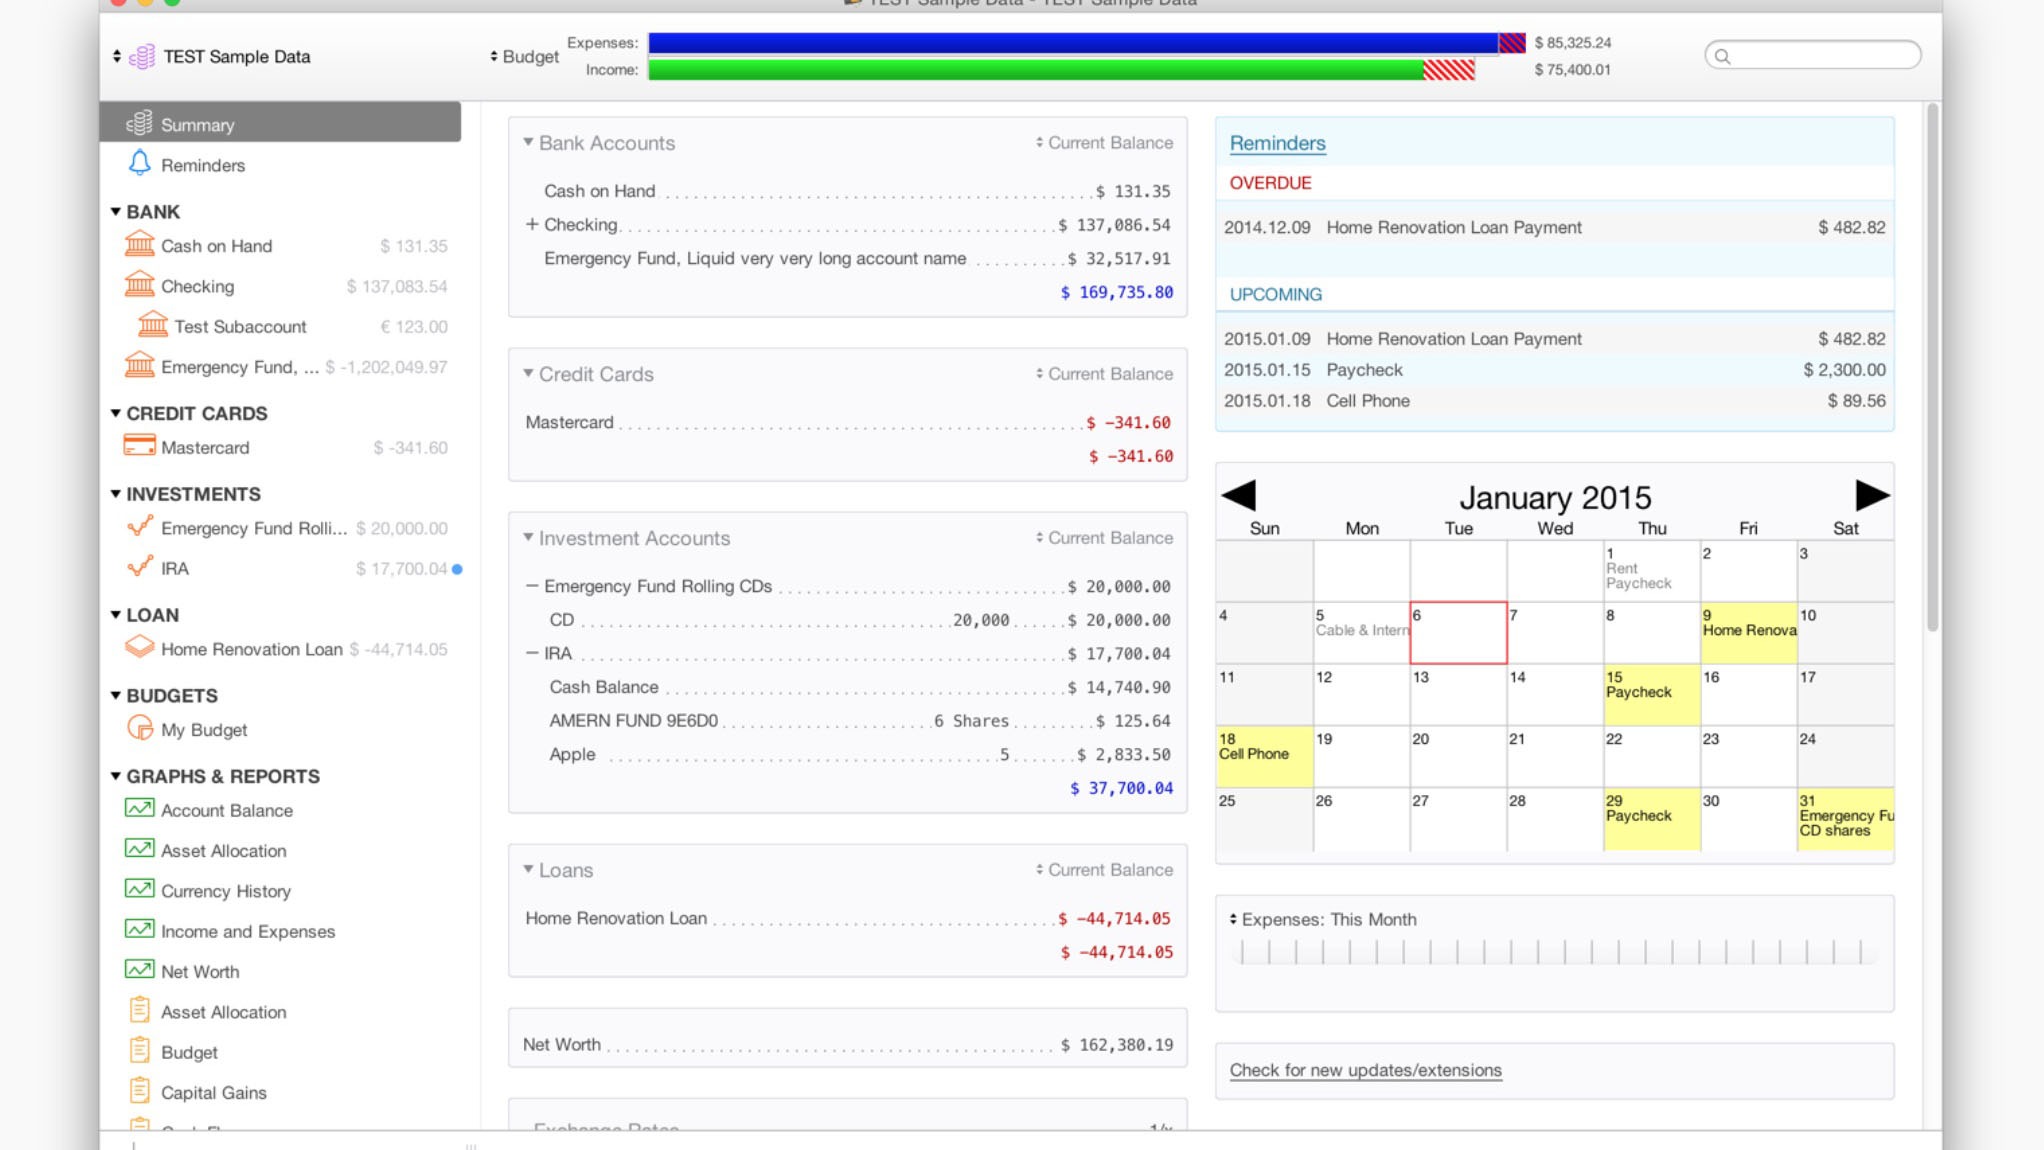 TEST Sample Data - TEST Sample Data
TEST Sample Data
Budget
Expenses:
$ 85,325.24
Income:
$ 75,400.01
Summary
Reminders
BANK
Cash on Hand $ 131.35
Checking $ 137,083.54
Test Subaccount € 123.00
Emergency Fund, ... $ -1,202,049.97
CREDIT CARDS
Mastercard $ -341.60
INVESTMENTS
Emergency Fund Rolli... $ 20,000.00
IRA $ 17,700.04
LOAN
Home Renovation Loan $ -44,714.05
BUDGETS
My Budget
GRAPHS & REPORTS
Account Balance
Asset Allocation
Currency History
Income and Expenses
Net Worth
Asset Allocation
Budget
Capital Gains
Bank Accounts Current Balance
Cash on Hand $ 131.35
+ Checking $ 137,086.54
Emergency Fund, Liquid very very long account name $ 32,517.91
$ 169,735.80
Credit Cards Current Balance
Mastercard $ -341.60
$ -341.60
Investment Accounts Current Balance
- Emergency Fund Rolling CDs $ 20,000.00
CD 20,000 $ 20,000.00
- IRA $ 17,700.04
Cash Balance $ 14,740.90
AMERN FUND 9E6D0 6 Shares $ 125.64
Apple 5 $ 2,833.50
$ 37,700.04
Loans Current Balance
Home Renovation Loan $ -44,714.05
$ -44,714.05
Net Worth $ 162,380.19
Exchange Rates 1/x
Reminders
OVERDUE
2014.12.09 Home Renovation Loan Payment $ 482.82
UPCOMING
2015.01.09 Home Renovation Loan Payment $ 482.82
2015.01.15 Paycheck $ 2,300.00
2015.01.18 Cell Phone $ 89.56
January 2015
Sun Mon Tue Wed Thu Fri Sat
1 2 3
Rent
Paycheck
4 5 6 7 8 9 10
Cable & Intern Home Renova
11 12 13 14 15 16 17
Paycheck
18 19 20 21 22 23 24
Cell Phone
25 26 27 28 29 30 31
Paycheck Emergency Fu
CD shares
Expenses: This Month
Check for new updates/extensions